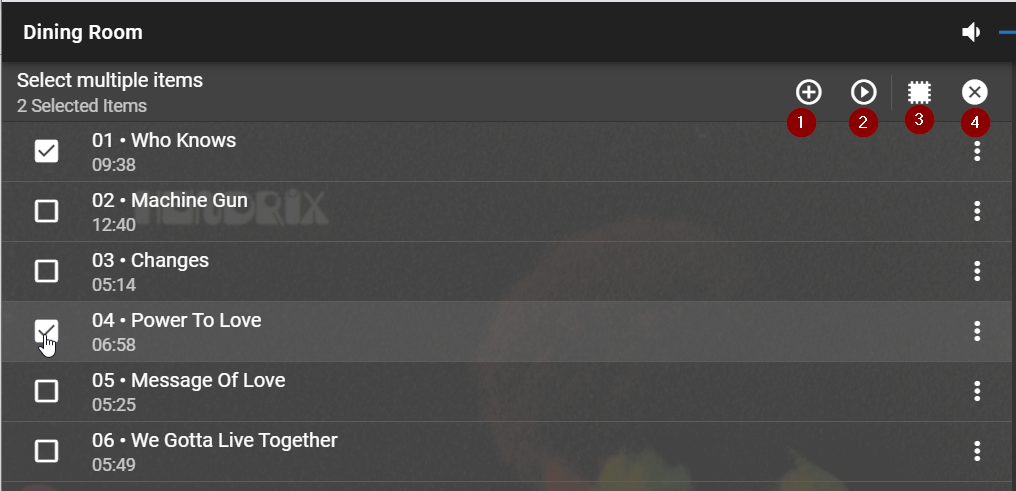 Dining Room
Select multiple items
2 Selected Items
1
2
3
4
01 • Who Knows
09:38
02 • Machine Gun
12:40
HENDRIX
03 • Changes
05:14
04 • Power To Love
06:58
05 • Message Of Love
05:25
06 • We Gotta Live Together
05:49